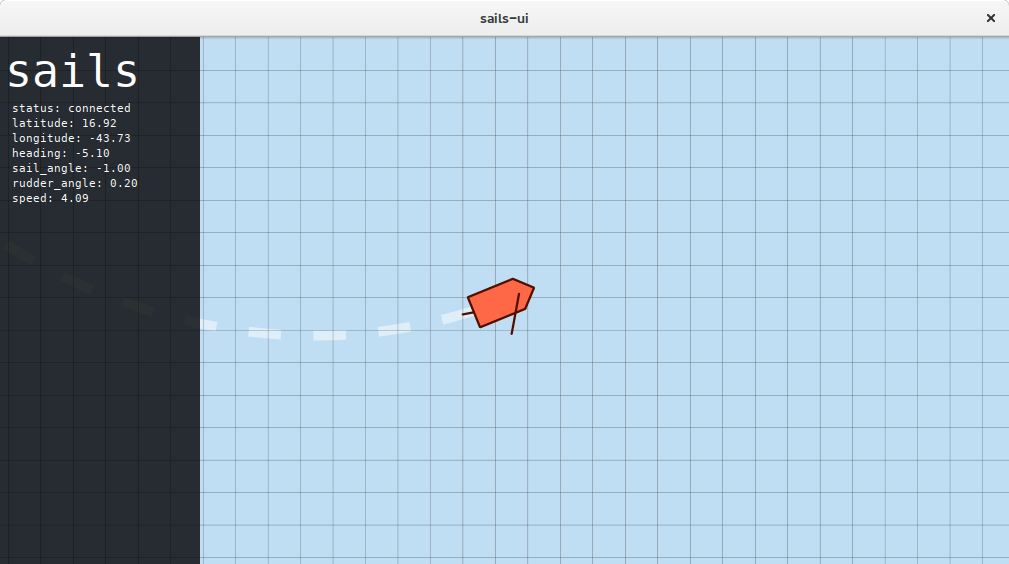 sails-ui
sails
status: connected
latitude: 16.92
longitude: -43.73
heading: -5.10
sail_angle: -1.00
rudder_angle: 0.20
speed: 4.09